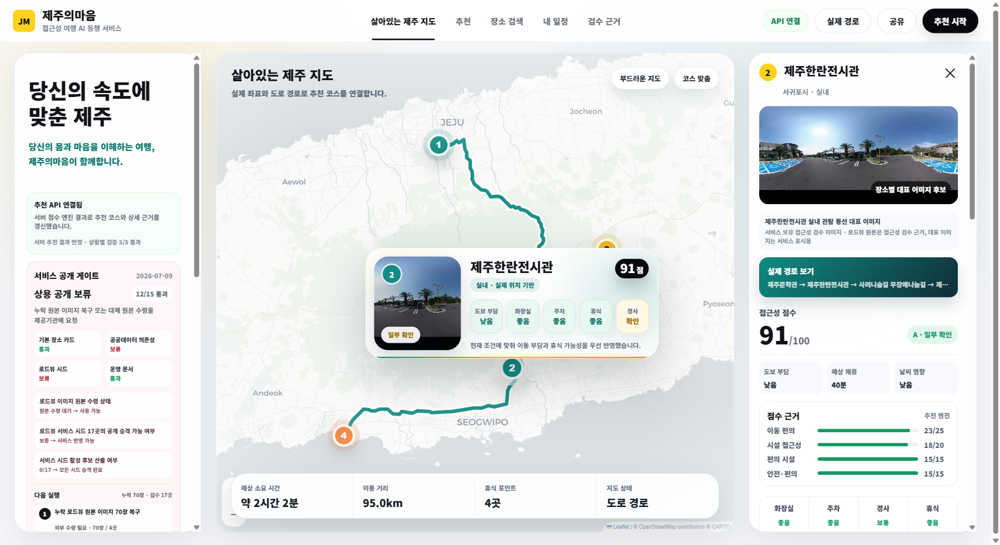 JM
제주의마음
접근성 여행 AI 동행 서비스
살아있는 제주 지도
추천
장소 검색
내 일정
검수 근거
API 연결
실제 경로
공유
추천 시작
당신의 속도에
맞춘 제주
당신의 몸과 마음을 이해하는 여행,
제주의마음이 함께합니다.
추천 API 연결됨
서버 점수 엔진 결과로 추천 코스와 상세 근거를
갱신했습니다.
서버 추천 결과 반영 · 상황별 검증 5/5 통과
서비스 공개 게이트
2026-07-09
상용 공개 보류
12/15 통과
누락 원본 이미지 복구 또는 대체 원본 수령을
제공기관에 요청
기본 장소 카드
통과
공공데이터 의존성
보류
로드뷰 시드
보류
운영 문서
통과
로드뷰 이미지 원본 수령 상태
원본 수령 대기 → 사용 가능
로드뷰 서비스 시드 17곳의 공개 승격 가능 여부
보류 → 서비스 반영 가능
서비스 시드 활성 후보 산출 여부
0/17 → 모든 시드 승격 완료
다음 실행
누락 70장 · 검수 17곳
1
누락 로드뷰 원본 이미지 70장 복구
외부 수령 필요 · 70장 / 4곳
살아있는 제주 지도
실제 좌표와 도로 경로로 추천 코스를 연결합니다.
부드러운 지도
코스 맞춤
Jocheon
Gu
JEJU
1
Aewol
2
일부 확인
제주한란전시관
91점
실내 · 실제 위치 기반
도보 부담
낮음
화장실
좋음
주차
좋음
휴식
좋음
경사
확인
현재 조건에 맞춰 이동 부담과 휴식 가능성을 우선 반영했습니다.
Pyoseon
2
Andeok
SEOGWIPO
4
예상 소요 시간
약 2시간 2분
이동 거리
95.0km
휴식 포인트
4곳
지도 상태
도로 경로
Leaflet | © OpenStreetMap contributors © CARTO
2
제주한란전시관
서귀포시 · 실내
장소별 대표 이미지 후보
제주한란전시관 실내 관람 동선 대표 이미지
서비스 보유 접근성 검수 이미지 · 로드뷰 원본은 접근성 검수 근거, 대표 이미
지는 서비스 표시용
실제 경로 보기
제주문학관 → 제주한란전시관 → 사려니숲길 무장애나눔길 → 제···
접근성 점수
91/100
A · 일부 확인
도보 부담
낮음
예상 체류
40분
날씨 영향
낮음
점수 근거
추천 엔진
이동 편의
23/25
시설 접근성
18/20
편의 시설
15/15
안전·편의
15/15
화장실
좋음
주차
좋음
경사
보통
휴식
좋음